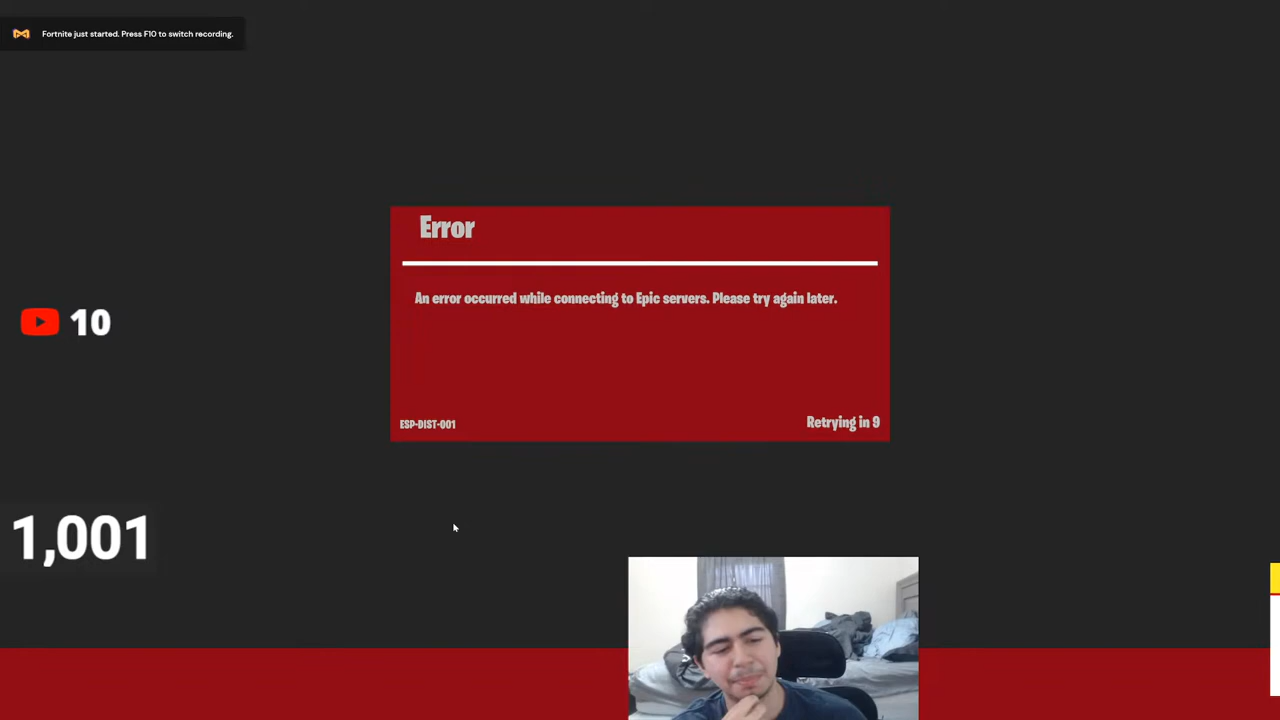 Fortnite just started. Press F10 to switch recording.
Error
An error occurred while connecting to Epic servers. Please try again later.
10
ESP-DIST-001
Retrying in 9
1,001